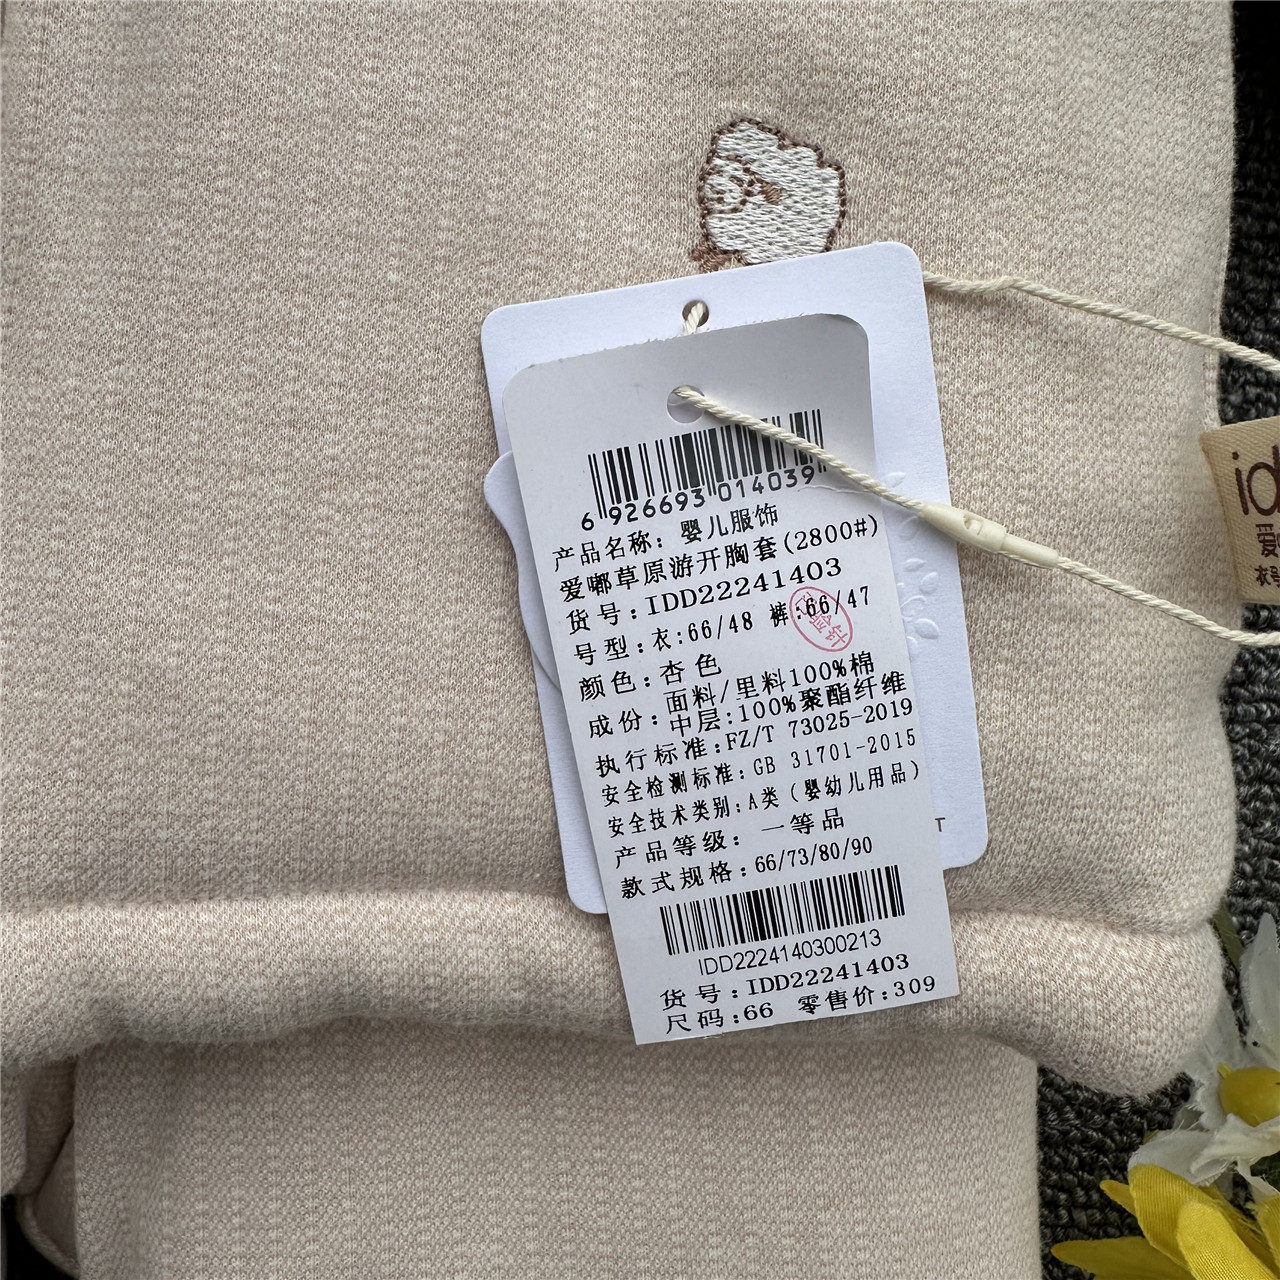 6 926693 014039
产品名称: 婴儿服饰
爱嘟草原游开胸套(2800#)
货号:IDD22241403
号型:衣:66/48 裤:66/47
颜色:杏色
成份:面料/里料100%棉
中层:100%聚酯纤维
执行标准:FZ/T 73025-2019
安全检测标准:GB 31701-2015
安全技术类别:A类(婴幼儿用品)
产品等级: 一等品
款式规格:66/73/80/90
IDD2224140300213
货号:IDD22241403
尺码:66 零售价:309
T
id
爱
衣